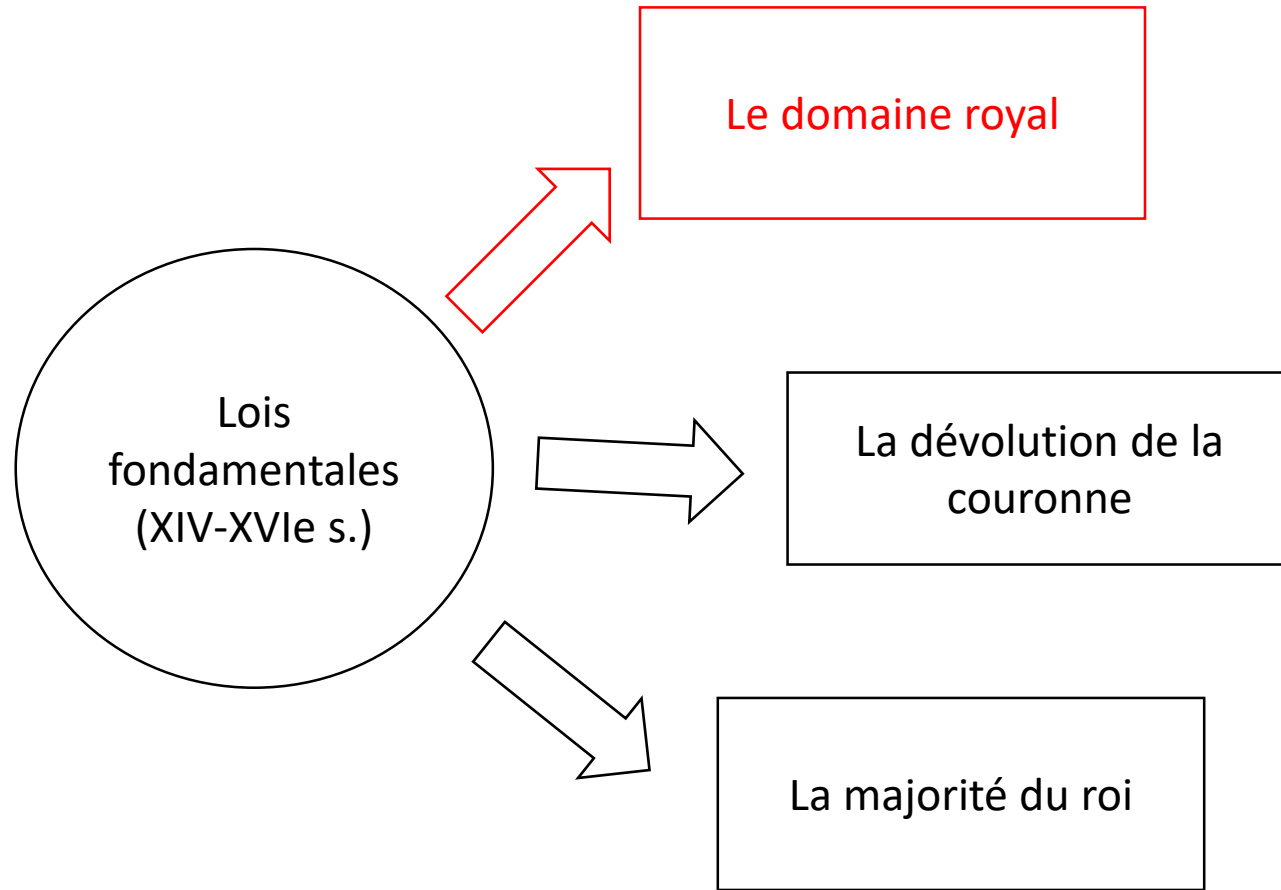 Le domaine royal
Lois
fondamentales
(XIV-XVIe s.)
La dévolution de la
couronne
La majorité du roi